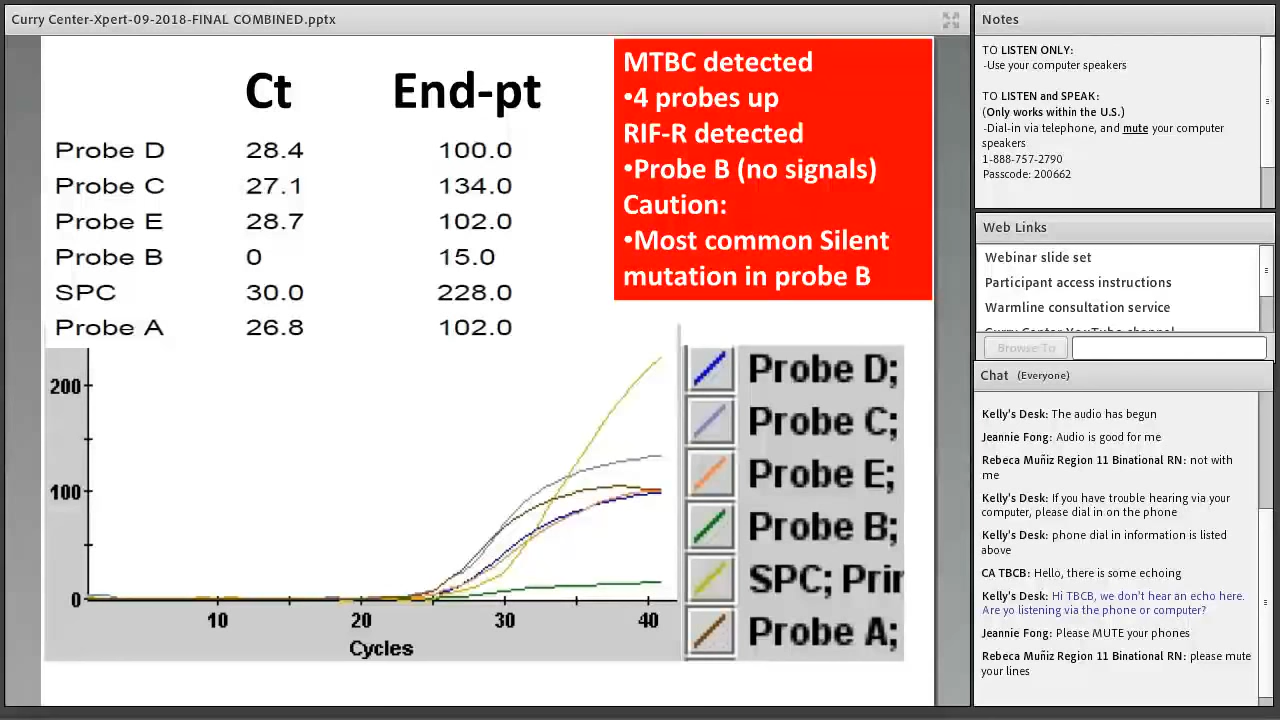 Curry Center-Xpert-09-2018-FINAL COMBINED.pptx
Ct End-pt
Probe D 28.4 100.0
Probe C 27.1 134.0
Probe E 28.7 102.0
Probe B 0 15.0
SPC 30.0 228.0
Probe A 26.8 102.0
MTBC detected
•4 probes up
RIF-R detected
•Probe B (no signals)
Caution:
•Most common Silent
mutation in probe B
200
100
0
10 20 30 40
Cycles
Probe D;
Probe C;
Probe E;
Probe B;
SPC; Prir
Probe A;
Notes
TO LISTEN ONLY:
-Use your computer speakers
TO LISTEN and SPEAK:
(Only works within the U.S.)
-Dial-in via telephone, and mute your computer
speakers
1-888-757-2790
Passcode: 200662
Web Links
Webinar slide set
Participant access instructions
Warmline consultation service
Curry Center YouTube channel
Browse To
Chat (Everyone)
Kelly's Desk: The audio has begun
Jeannie Fong: Audio is good for me
Rebeca Muñiz Region 11 Binational RN: not with
me
Kelly's Desk: If you have trouble hearing via your
computer, please dial in on the phone
Kelly's Desk: phone dial in information is listed
above
CA TBCB: Hello, there is some echoing
Kelly's Desk: Hi TBCB, we don't hear an echo here.
Are yo listening via the phone or computer?
Jeannie Fong: Please MUTE your phones
Rebeca Muñiz Region 11 Binational RN: please mute
your lines